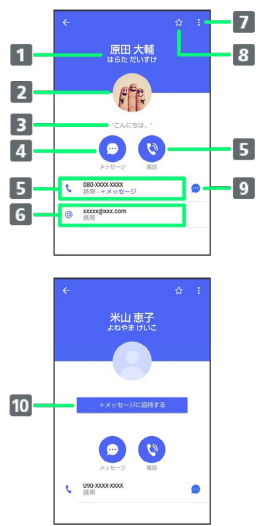 7
8
1
原田 大輔
はらた だいすけ
2
3
"こんにちは。"
4
5
メッセージ
電話
5
080-XXXX-XXXX
携帯 - +メッセージ
9
6
@
xxxxx@xxx.com
携帯
米山 恵子
よねやま けいこ
10
+メッセージに招待する
メッセージ
電話
090-XXXX-XXXX
携帯